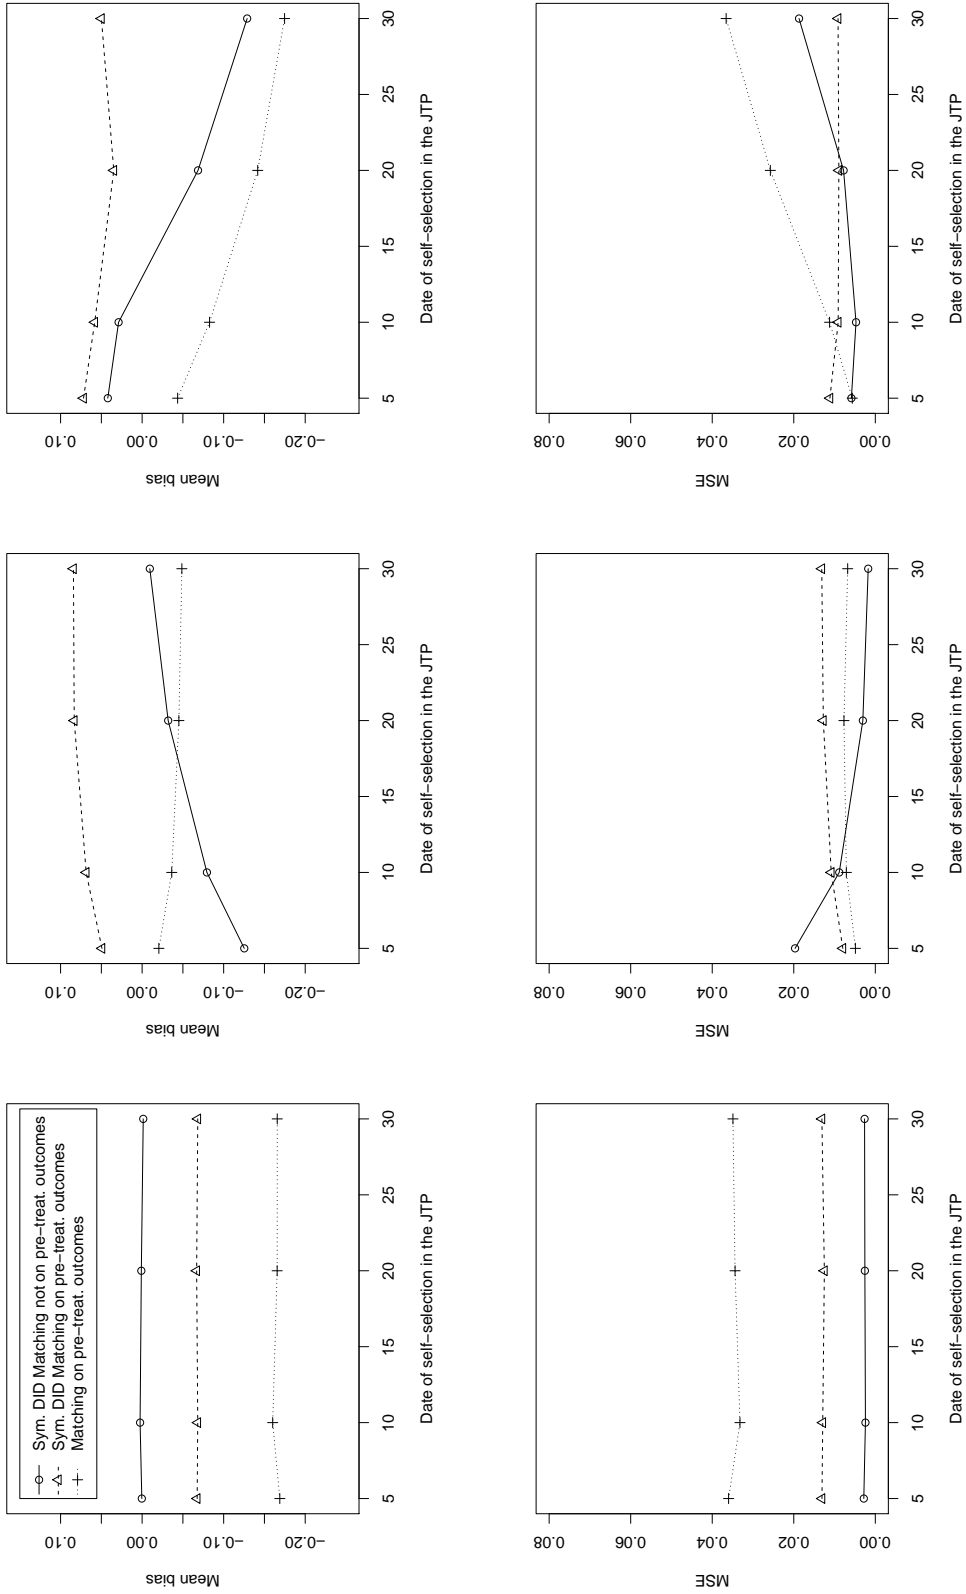 Sym. DID Matching not on pre−treat. outcomes
Sym. DID Matching on pre−treat. outcomes
Matching on pre−treat. outcomes
Mean bias
0.10
0.00
−0.10
−0.20
5 10 15 20 25 30
Date of self−selection in the JTP
Mean bias
0.10
0.00
−0.10
−0.20
5 10 15 20 25 30
Date of self−selection in the JTP
Mean bias
0.10
0.00
−0.10
−0.20
5 10 15 20 25 30
Date of self−selection in the JTP
MSE
0.08
0.06
0.04
0.02
0.00
5 10 15 20 25 30
Date of self−selection in the JTP
MSE
0.08
0.06
0.04
0.02
0.00
5 10 15 20 25 30
Date of self−selection in the JTP
MSE
0.08
0.06
0.04
0.02
0.00
5 10 15 20 25 30
Date of self−selection in the JTP